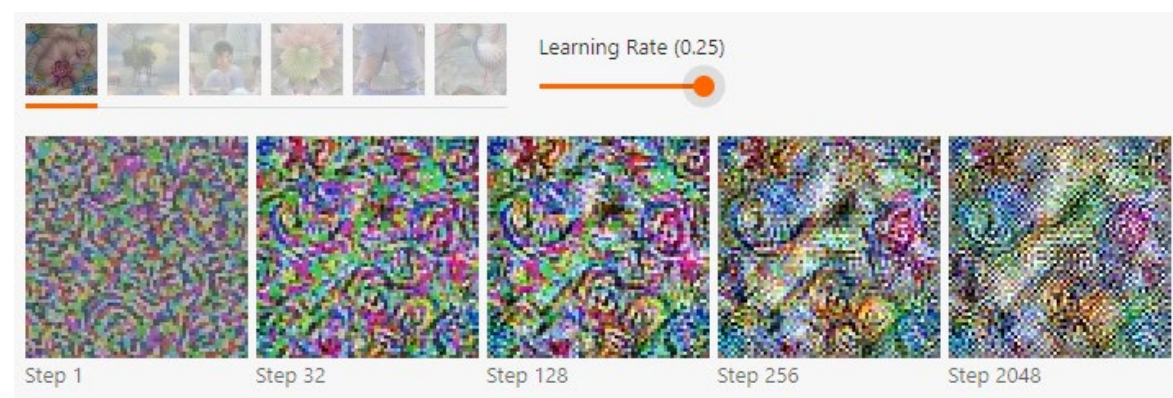 Learning Rate (0.25)
Step 1
Step 32
Step 128
Step 256
Step 2048